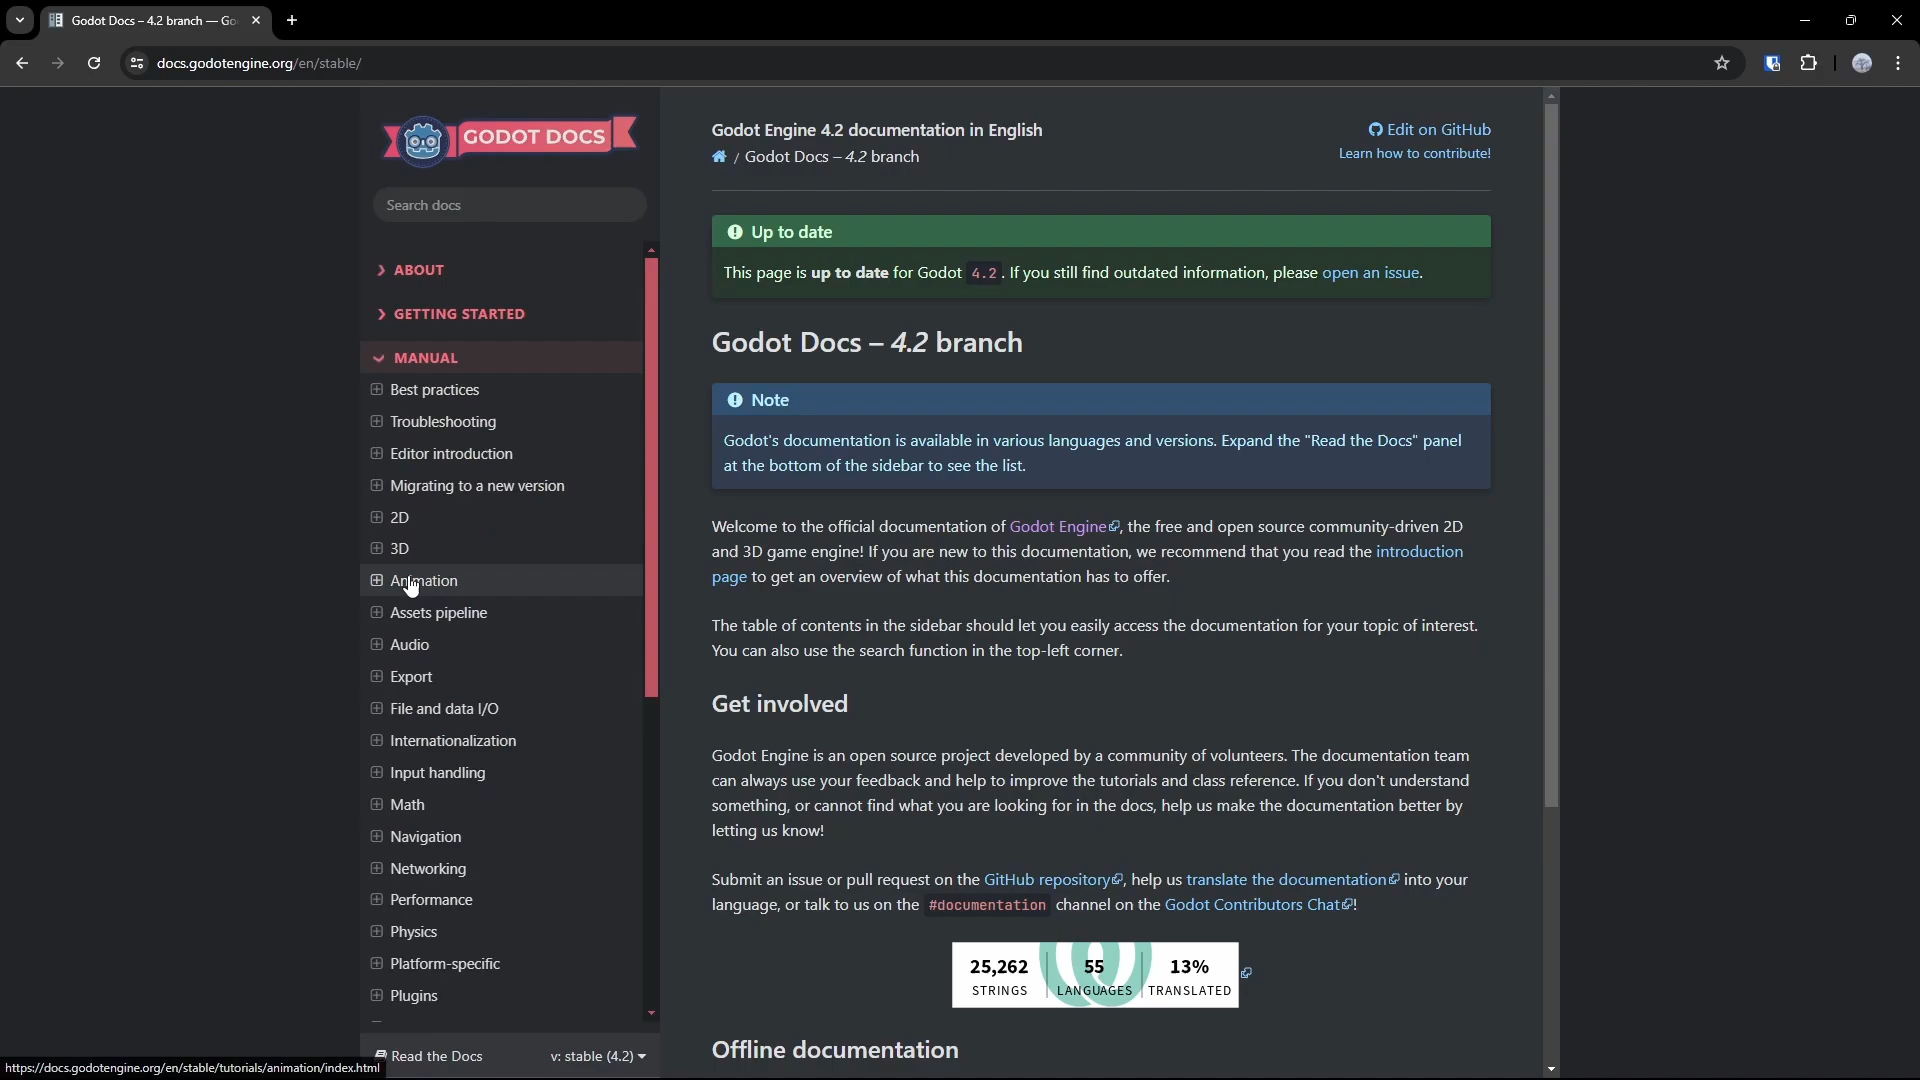 Godot Docs – 4.2 branch — Go
docs.godotengine.org/en/stable/
GODOT DOCS
Search docs
ABOUT
GETTING STARTED
MANUAL
Best practices
Troubleshooting
Editor introduction
Migrating to a new version
2D
3D
Animation
Assets pipeline
Audio
Export
File and data I/O
Internationalization
Input handling
Math
Navigation
Networking
Performance
Physics
Platform-specific
Plugins
Read the Docs
v: stable (4.2)
https://docs.godotengine.org/en/stable/tutorials/animation/index.html
Godot Engine 4.2 documentation in English
Edit on GitHub
/ Godot Docs – 4.2 branch
Learn how to contribute!
Up to date
This page is up to date for Godot 4.2. If you still find outdated information, please open an issue.
Godot Docs – 4.2 branch
Note
Godot's documentation is available in various languages and versions. Expand the "Read the Docs" panel
at the bottom of the sidebar to see the list.
Welcome to the official documentation of Godot Engine, the free and open source community-driven 2D
and 3D game engine! If you are new to this documentation, we recommend that you read the introduction
page to get an overview of what this documentation has to offer.
The table of contents in the sidebar should let you easily access the documentation for your topic of interest.
You can also use the search function in the top-left corner.
Get involved
Godot Engine is an open source project developed by a community of volunteers. The documentation team
can always use your feedback and help to improve the tutorials and class reference. If you don't understand
something, or cannot find what you are looking for in the docs, help us make the documentation better by
letting us know!
Submit an issue or pull request on the GitHub repository, help us translate the documentation into your
language, or talk to us on the #documentation channel on the Godot Contributors Chat!
25,262 55 13%
STRINGS LANGUAGES TRANSLATED
Offline documentation